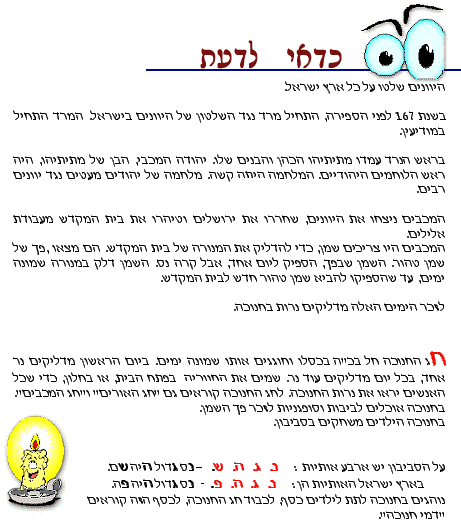 כדאי לדעת
היוונים שלטו על כל ארץ ישראל.
בשנת 167 לפני הספירה, התחיל מרד נגד השלטון של היוונים בישראל. המרד התחיל
במודיעין.
בראש המרד עמדו מתיתיהו הכהן והבנים שלו. יהודה המכבי, הבן של מתיתיהו, היה
ראש הלוחמים היהודיים. המלחמה היתה קשה. מלחמה של יהודים מעטים נגד יוונים
רבים.
המכבים ניצחו את היוונים, שחררו את ירושלים וטיהרו את בית המקדש מעבודת
אלילים.
המכבים היו צריכים שמן, כדי להדליק את המנורה של בית המקדש. הם מצאו ,פך של
שמן טהור. השמן שבפך, הספיק ליום אחד, אבל קרה נס. השמן דלק במנורה שמונה
ימים, עד שהספיקו להביא שמן טהור חדש לבית המקדש.
לזכר הימים האלה מדליקים נרות בחנוכה.
חג החנוכה חל בכ״ה בכסלו וחוגגים אותו שמונה ימים. ביום הראשון מדליקים נר
אחד, בכל יום מדליקים עוד נר. שמים את החנוריה בפתח הבית, או בחלון, כדי שכל
האנשים יראו את נרות החנוכה. לחג החנוכה קוראים גם ״חג האורים״ ו״חג המכבים״.
בחנוכה אוכלים לביבות וסופגניות לזכר פך השמן.
בחנוכה הילדים משחקים בסביבון.
על הסביבון יש ארבע אותיות : נ. ג. ה. ש. –נס גדול היה שם.
בארץ ישראל האותיות הן: נ. ג. ה. פ. - נס גדול היה פה.
נוהגים בחנוכה לתת לילדים כסף, לכבוד חג החנוכה, לכסף הזה קוראים
״דמי חנוכה״.